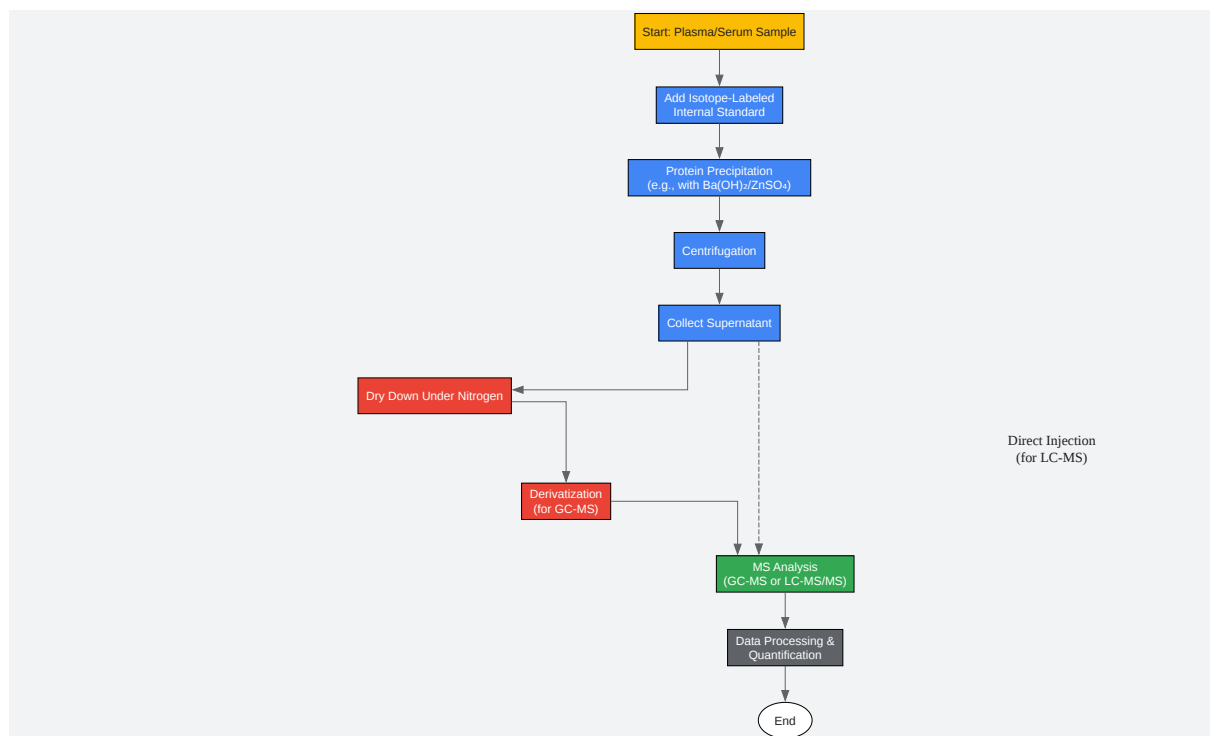 Start: Plasma/Serum Sample
Add Isotope-Labeled
Internal Standard
Protein Precipitation
(e.g., with Ba(OH)₂/ZnSO₄)
Centrifugation
Collect Supernatant
Dry Down Under Nitrogen
Direct Injection
(for LC-MS)
Derivatization
(for GC-MS)
MS Analysis
(GC-MS or LC-MS/MS)
Data Processing &
Quantification
End